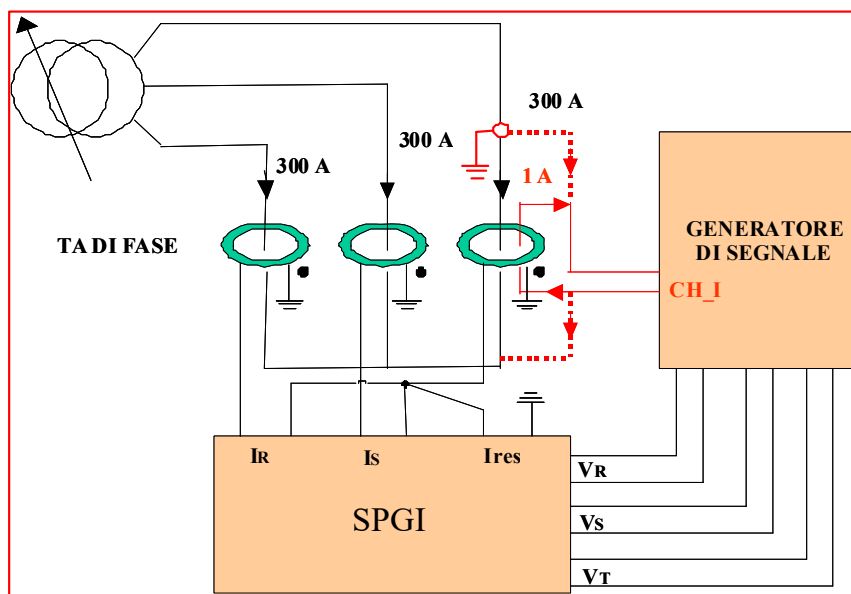 300 A
300 A
300 A
1 A
TA DI FASE
GENERATORE
DI SEGNALE
CH_I
IR
IS
Ires
VR
SPGI
VS
VT